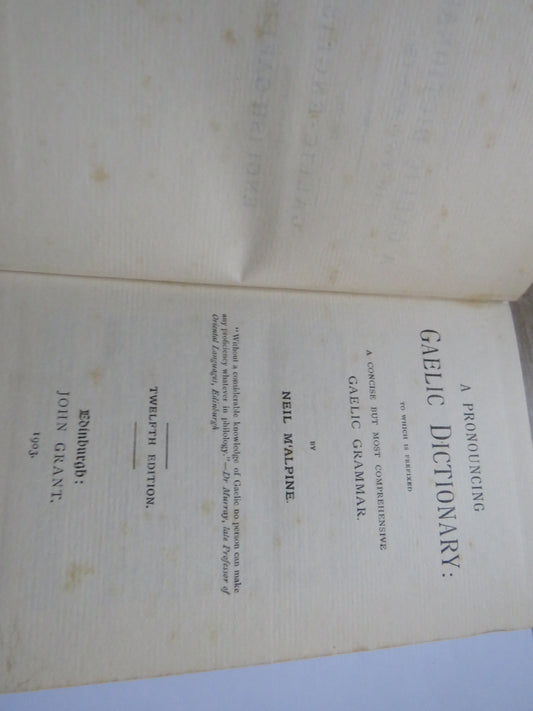 A PRONOUNCING
GAELIC DICTIONARY:
TO WHICH IS PREFIXED
A CONCISE BUT MOST COMPREHENSIVE
GAELIC GRAMMAR.
BY
NEIL M'ALPINE.
"Without a considerable knowledge of Gaelic no person can make
any proficiency whatever in philology."—Dr Murray, late Professor of
Oriental Languages, Edinburgh
TWELFTH EDITION.
Edinburgh:
JOHN GRANT.
1903.